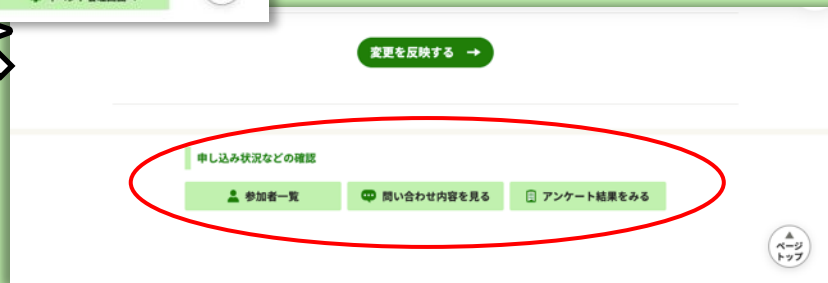 変更を反映する →
申し込み状況などの確認
参加者一覧
問い合わせ内容を見る
アンケート結果をみる
ページ
トップ